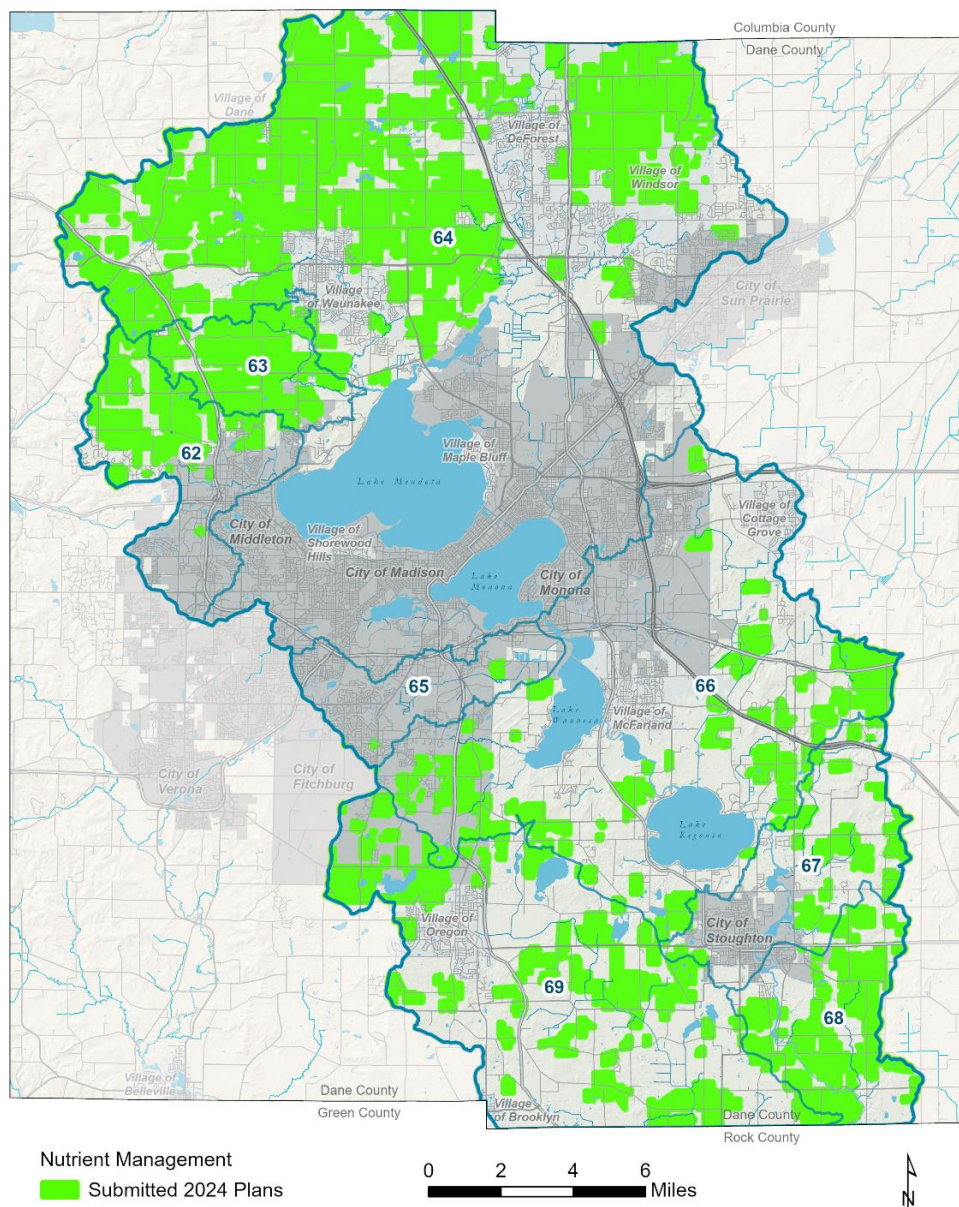 Columbia County
Dane County
Village of
Dane
Village of
DeForest
Village of
Windsor
64
City of
Sun Prairie
Village
of Waunakee
63
62
Village of
Maple Bluff
Lake Mendota
Village of
Cottage
Grove
City of
Middleton
Village of
Shorewood
Hills
City of Madison
Lake
Monona
City of
Monona
65
66
Lake
Waubesa
Village of
McFarland
City of
Verona
City of
Fitchburg
Lake
Kegonsa
67
Village of
Oregon
City of
Stoughton
69
68
Village of
Belleville
Dane County
Green County
Village
of Brooklyn
Dane County
Rock County
Nutrient Management
Submitted 2024 Plans
0 2 4 6
Miles
N